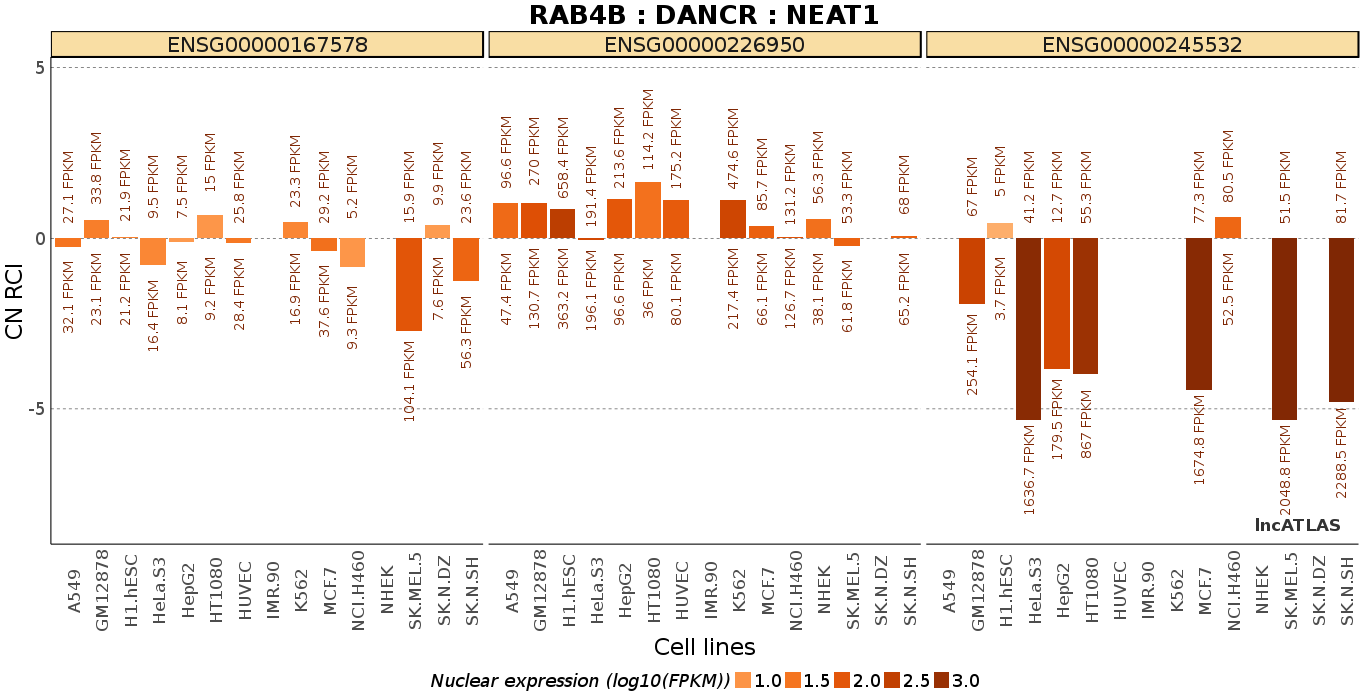 RAB4B : DANCR : NEAT1
ENSG00000167578 ENSG00000226950 ENSG00000245532
CN RCI
5
0
-5
27.1 FPKM 33.8 FPKM 21.9 FPKM 9.5 FPKM 7.5 FPKM 15 FPKM 25.8 FPKM 23.3 FPKM 29.2 FPKM 5.2 FPKM 15.9 FPKM 9.9 FPKM 23.6 FPKM
32.1 FPKM 23.1 FPKM 21.2 FPKM 16.4 FPKM 8.1 FPKM 9.2 FPKM 28.4 FPKM 16.9 FPKM 37.6 FPKM 9.3 FPKM 104.1 FPKM 7.6 FPKM 56.3 FPKM
96.6 FPKM 270 FPKM 658.4 FPKM 191.4 FPKM 213.6 FPKM 114.2 FPKM 175.2 FPKM 474.6 FPKM 85.7 FPKM 131.2 FPKM 56.3 FPKM 53.3 FPKM 68 FPKM
47.4 FPKM 130.7 FPKM 363.2 FPKM 196.1 FPKM 96.6 FPKM 36 FPKM 80.1 FPKM 217.4 FPKM 66.1 FPKM 126.7 FPKM 38.1 FPKM 61.8 FPKM 65.2 FPKM
67 FPKM 5 FPKM 41.2 FPKM 12.7 FPKM 55.3 FPKM 77.3 FPKM 80.5 FPKM 51.5 FPKM 81.7 FPKM
254.1 FPKM 3.7 FPKM 1636.7 FPKM 179.5 FPKM 867 FPKM 1674.8 FPKM 52.5 FPKM 2048.8 FPKM 2288.5 FPKM
lncATLAS
A549 GM12878 H1.hESC HeLa.S3 HepG2 HT1080 HUVEC IMR.90 K562 MCF.7 NCI.H460 NHEK SK.MEL.5 SK.N.DZ SK.N.SH
A549 GM12878 H1.hESC HeLa.S3 HepG2 HT1080 HUVEC IMR.90 K562 MCF.7 NCI.H460 NHEK SK.MEL.5 SK.N.DZ SK.N.SH
A549 GM12878 H1.hESC HeLa.S3 HepG2 HT1080 HUVEC IMR.90 K562 MCF.7 NCI.H460 NHEK SK.MEL.5 SK.N.DZ SK.N.SH
Cell lines
Nuclear expression (log10(FPKM)) 1.0 1.5 2.0 2.5 3.0